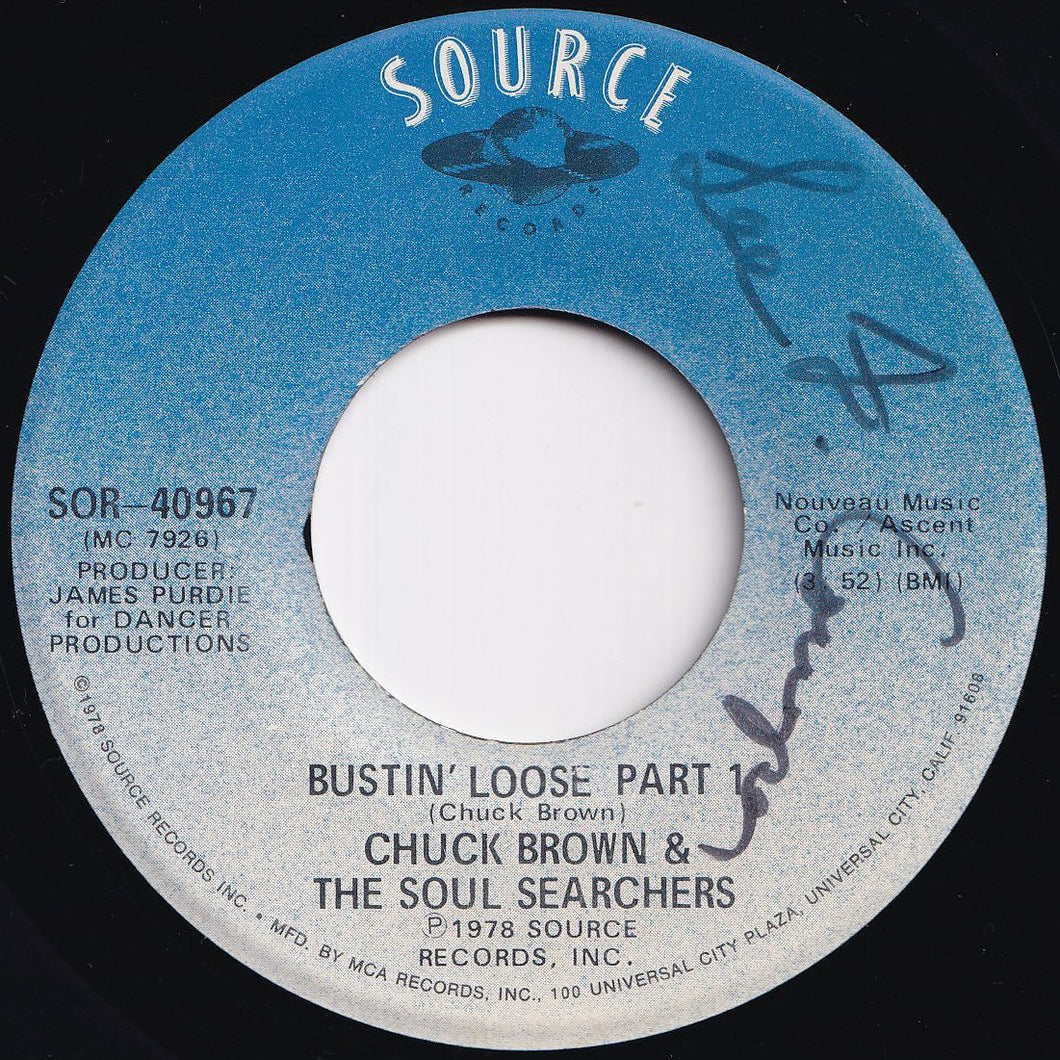 SOURCE
RECORDS
SOR-40967
(MC 7926)
PRODUCER:
JAMES PURDIE
for DANCER
PRODUCTIONS
Nouveau Music
Co. / Ascent
Music Inc.
(3:52) (BMI)
BUSTIN' LOOSE PART 1
(Chuck Brown)
CHUCK BROWN &
THE SOUL SEARCHERS
Ⓟ1978 SOURCE
RECORDS, INC.
©1978 SOURCE RECORDS, INC. • MFD. BY MCA RECORDS, INC., 100 UNIVERSAL CITY PLAZA, UNIVERSAL CITY, CALIF. 91608
Lee D.